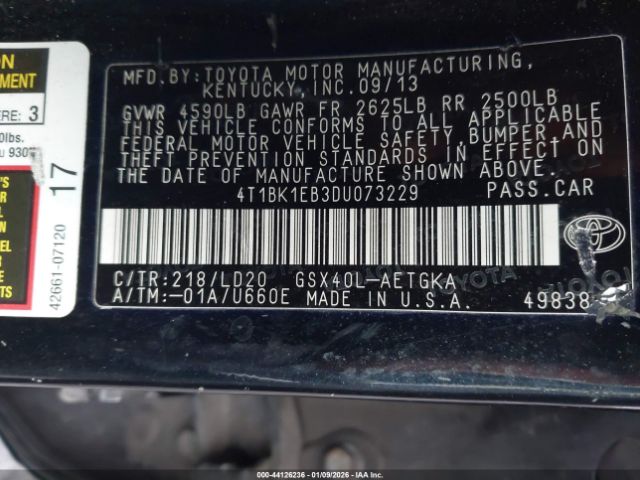 MFD. BY: TOYOTA MOTOR MANUFACTURING,
KENTUCKY, INC. 09/13
GVWR 4590LB GAWR FR 2625LB RR 2500LB
THIS VEHICLE CONFORMS TO ALL APPLICABLE
FEDERAL MOTOR VEHICLE SAFETY, BUMPER AND
THEFT PREVENTION STANDARDS IN EFFECT ON
THE DATE OF MANUFACTURE SHOWN ABOVE.
4T1BK1EB3DU073229 PASS. CAR
C/TR: 218/LD20 GSX40L-AETGKA
A/TM: -01A/U660E MADE IN U.S.A. 49838
ERE: 3
17
42661-07120
000 - 44126236 - 01/09/2026 - IAA Inc.